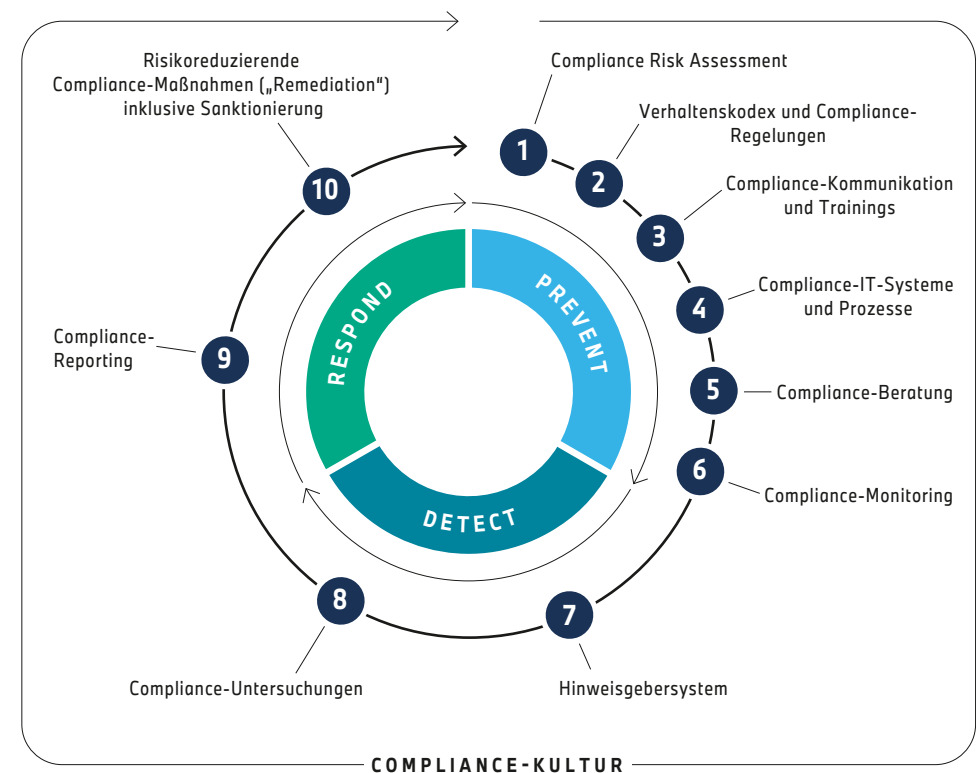 1
Compliance Risk Assessment
2
Verhaltenskodex und Compliance-
Regelungen
3
Compliance-Kommunikation
und Trainings
4
Compliance-IT-Systeme
und Prozesse
5
Compliance-Beratung
6
Compliance-Monitoring
7
Hinweisgebersystem
8
Compliance-Untersuchungen
9
Compliance-
Reporting
10
Risikoreduzierende
Compliance-Maßnahmen („Remediation“)
inklusive Sanktionierung
PREVENT
DETECT
RESPOND
COMPLIANCE-KULTUR